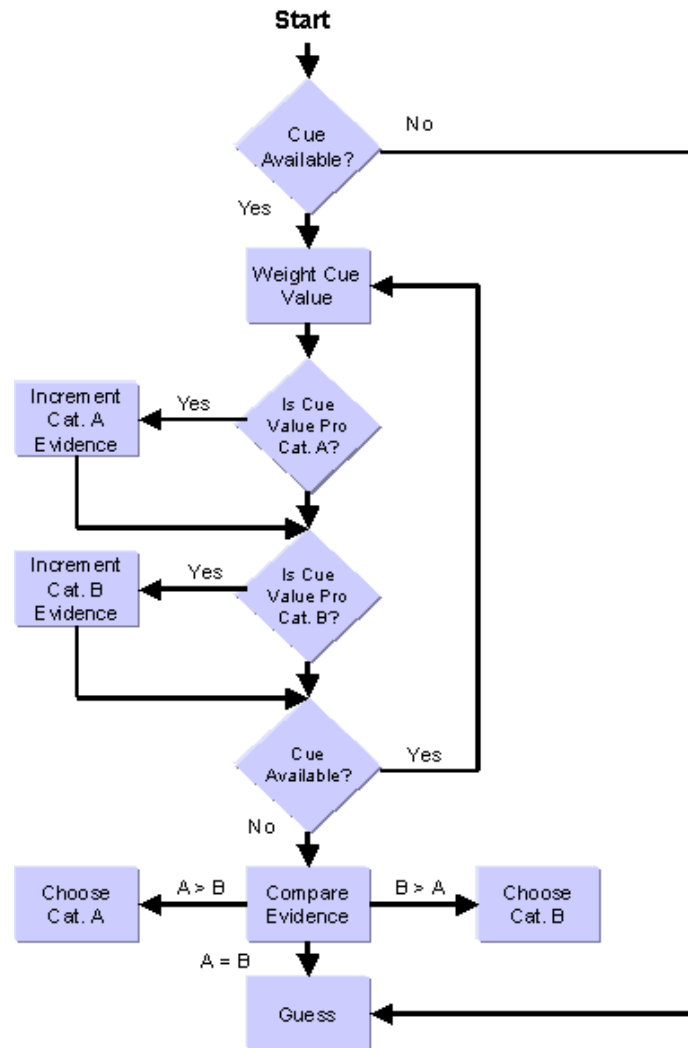 Start
Cue
Available?
No
Yes
Weight Cue
Value
Increment
Cat. A
Evidence
Yes
Is Cue
Value Pro
Cat. A?
Increment
Cat. B
Evidence
Yes
Is Cue
Value Pro
Cat. B?
Cue
Available?
Yes
No
Choose
Cat. A
A > B
Compare
Evidence
B > A
Choose
Cat. B
A = B
Guess